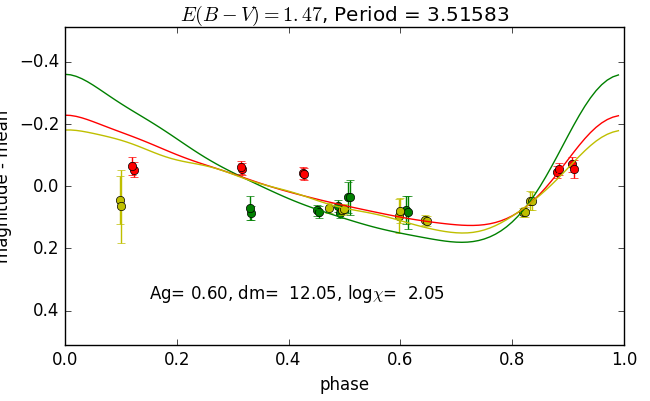 E(B − V) = 1.47, Period = 3.51583
magnitude - mean
−0.4
−0.2
0.0
0.2
0.4
Ag= 0.60, dm= 12.05, logχ= 2.05
0.0 0.2 0.4 0.6 0.8 1.0
phase